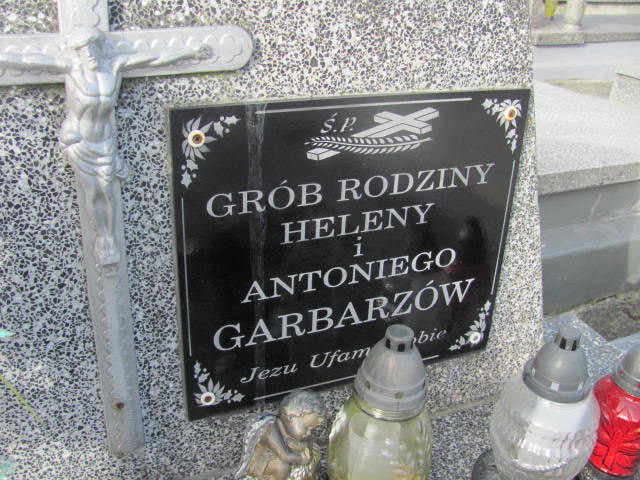 Ś.P.
GRÓB RODZINY
HELENY
i
ANTONIEGO
GARBARZÓW
Jezu Ufam